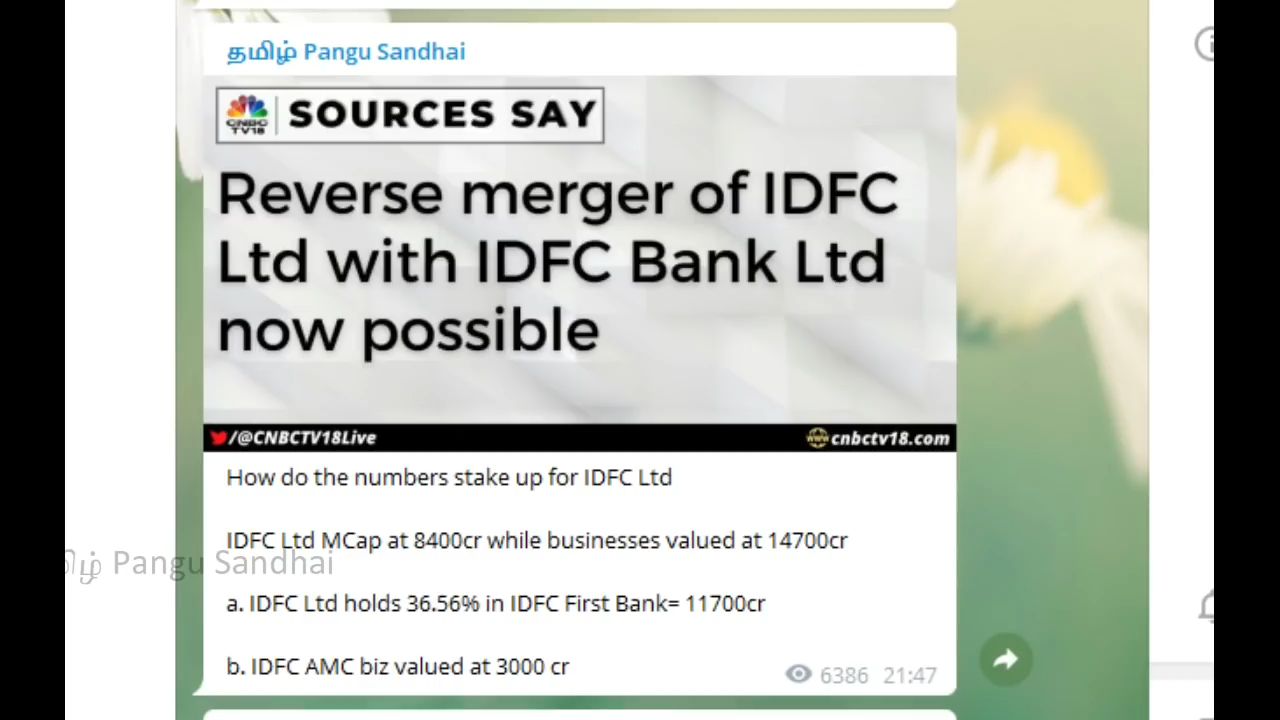 தமிழ் Pangu Sandhai
CNBC TV18 SOURCES SAY
Reverse merger of IDFC
Ltd with IDFC Bank Ltd
now possible
/@CNBCTV18Live
cnbctv18.com
How do the numbers stake up for IDFC Ltd
IDFC Ltd MCap at 8400cr while businesses valued at 14700cr
Pangu Sandhai
a. IDFC Ltd holds 36.56% in IDFC First Bank= 11700cr
b. IDFC AMC biz valued at 3000 cr
6386 21:47